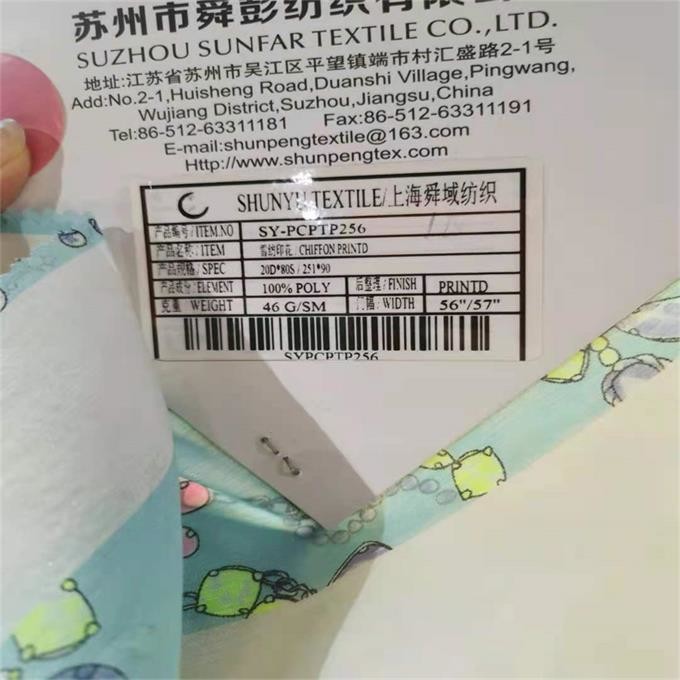 苏州市舜彭纺织有限公
SUZHOU SUNFAR TEXTILE CO.,LTD.
地址:江苏省苏州市吴江区平望镇端市村汇盛路2-1号
Add:No.2-1,Huisheng Road,Duanshi Village,Pingwang,
Wujiang District,Suzhou,Jiangsu,China
Tel:86-512-63311181 Fax:86-512-63311191
E-mail:shunpengtextile@163.com
Http://www.shunpengtex.com
SHUNYU TEXTILE/上海舜域纺织
产品编号/ITEM.NO SY-PCPTP256
产品名称/ITEM 雪纺印花/CHIFFON PRINTD
产品规格/SPEC 20D*80S / 251*90
产品成分/ELEMENT 100% POLY 后整理/FINISH PRINTD
克重 WEIGHT 46 G/SM 门幅/WIDTH 56"/57"
SYPCPTP256